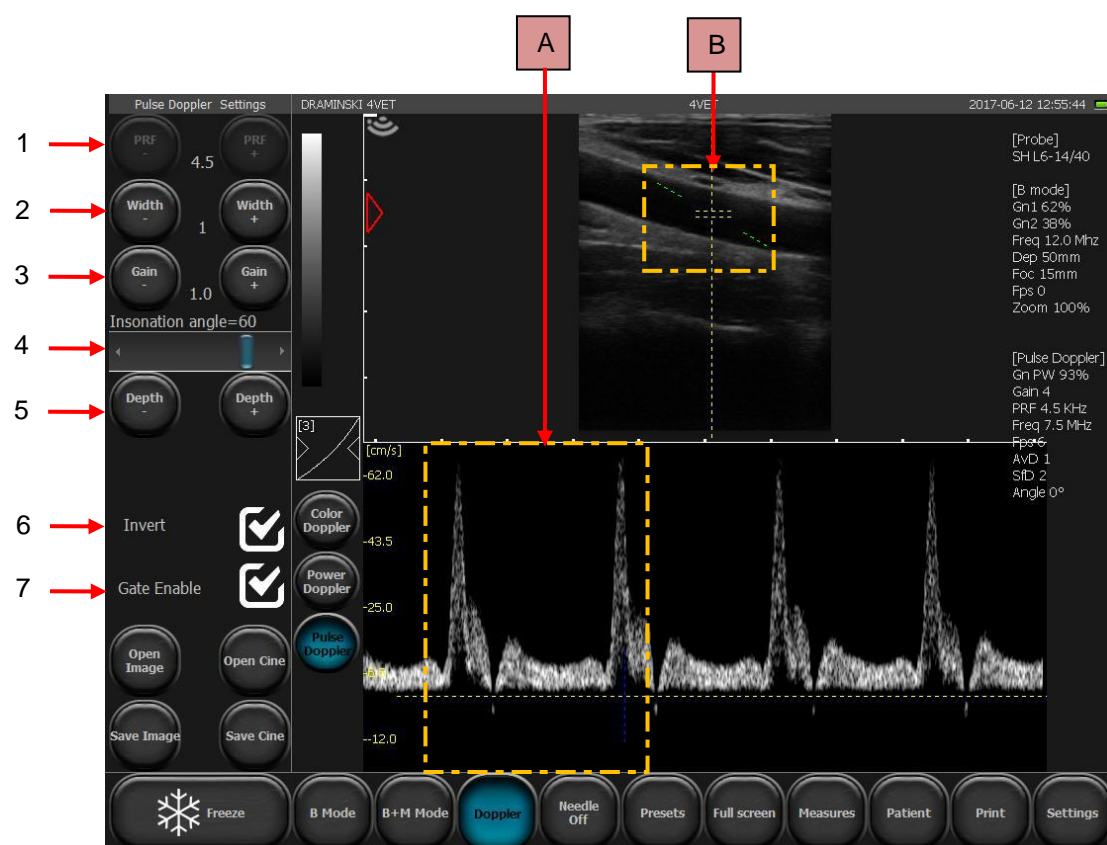 A
B
Pulse Doppler Settings
DRAMINSKI 4VET
4VET
2017-06-12 12:55:44
1
PRF -
4.5
PRF +
2
Width -
1
Width +
3
Gain -
1.0
Gain +
Insonation angle=60
4
5
Depth -
Depth +
6
Invert
7
Gate Enable
Open Image
Open Cine
Save Image
Save Cine
[3]
Color Doppler
Power Doppler
Pulse Doppler
[Probe]
SH L6-14/40
[B mode]
Gn1 62%
Gn2 38%
Freq 12.0 Mhz
Dep 50mm
Foc 15mm
Fps 0
Zoom 100%
[Pulse Doppler]
Gn PW 93%
Gain 4
PRF 4.5 KHz
Freq 7.5 MHz
Fps 6
AvD 1
SfD 2
Angle 0°
[cm/s]
-62.0
-43.5
-25.0
--12.0
Freeze
B Mode
B+M Mode
Doppler
Needle Off
Presets
Full screen
Measures
Patient
Print
Settings